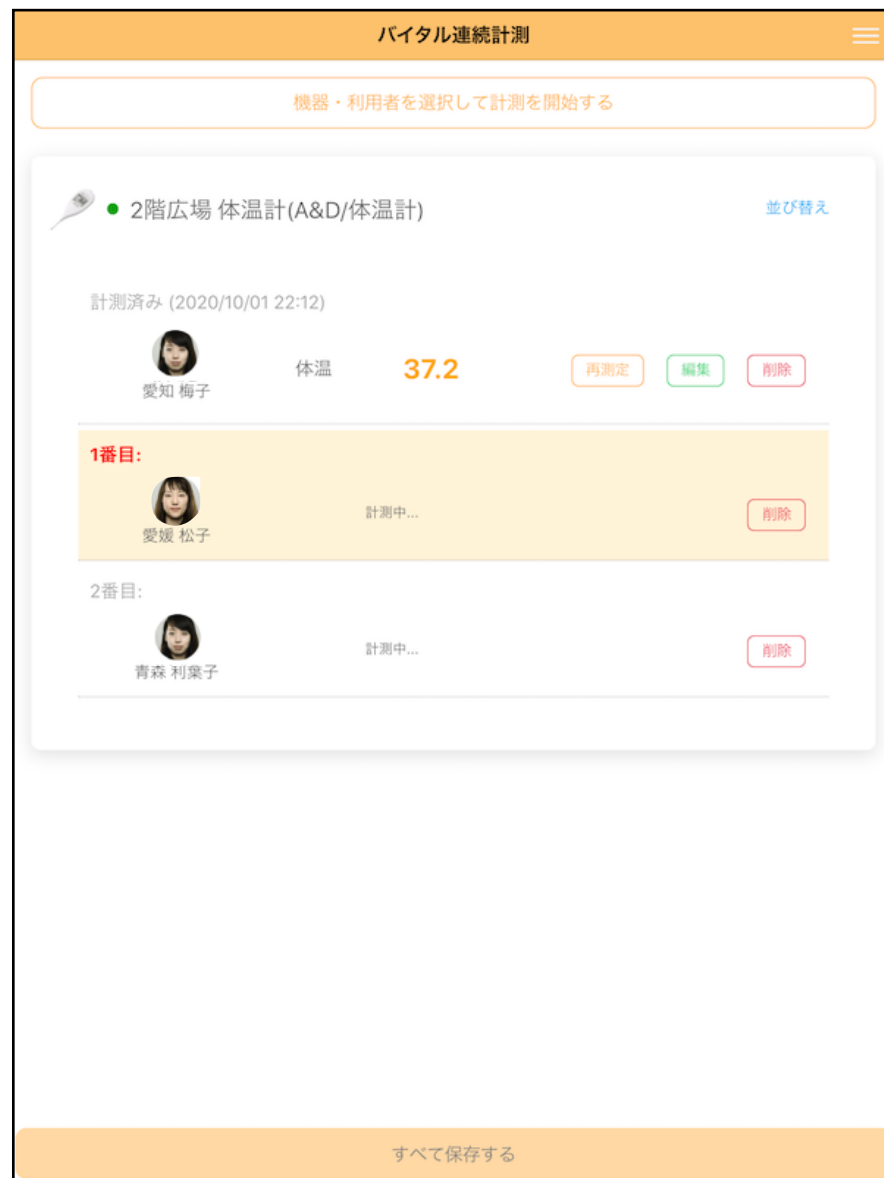 バイタル連続計測
機器・利用者を選択して計測を開始する
2階広場 体温計(A&D/体温計)
並び替え
計測済み (2020/10/01 22:12)
体温 37.2 再測定 編集 削除
愛知 梅子
1番目:
計測中... 削除
愛媛 松子
2番目:
計測中... 削除
青森 利葉子
すべて保存する